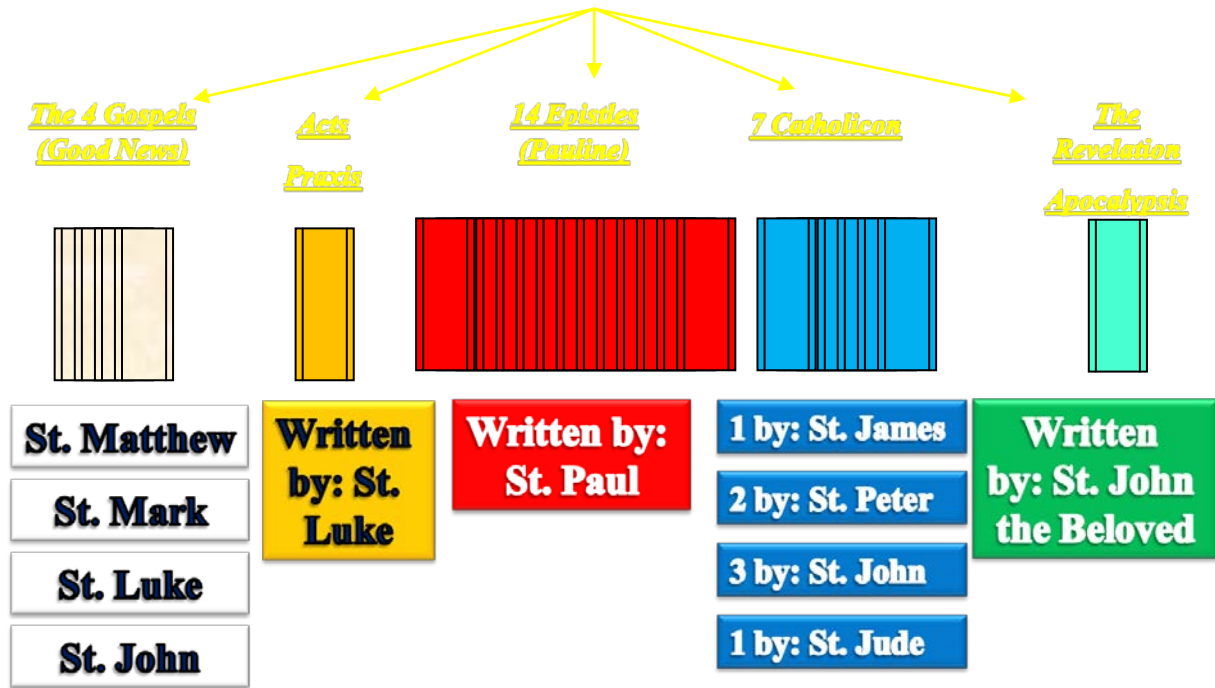 The 4 Gospels
(Good News)
Acts
Praxis
14 Epistles
(Pauline)
7 Catholicon
The
Revelation
Apocalypsis
St. Matthew
St. Mark
St. Luke
St. John
Written
by: St.
Luke
Written by:
St. Paul
1 by: St. James
2 by: St. Peter
3 by: St. John
1 by: St. Jude
Written
by: St. John
the Beloved